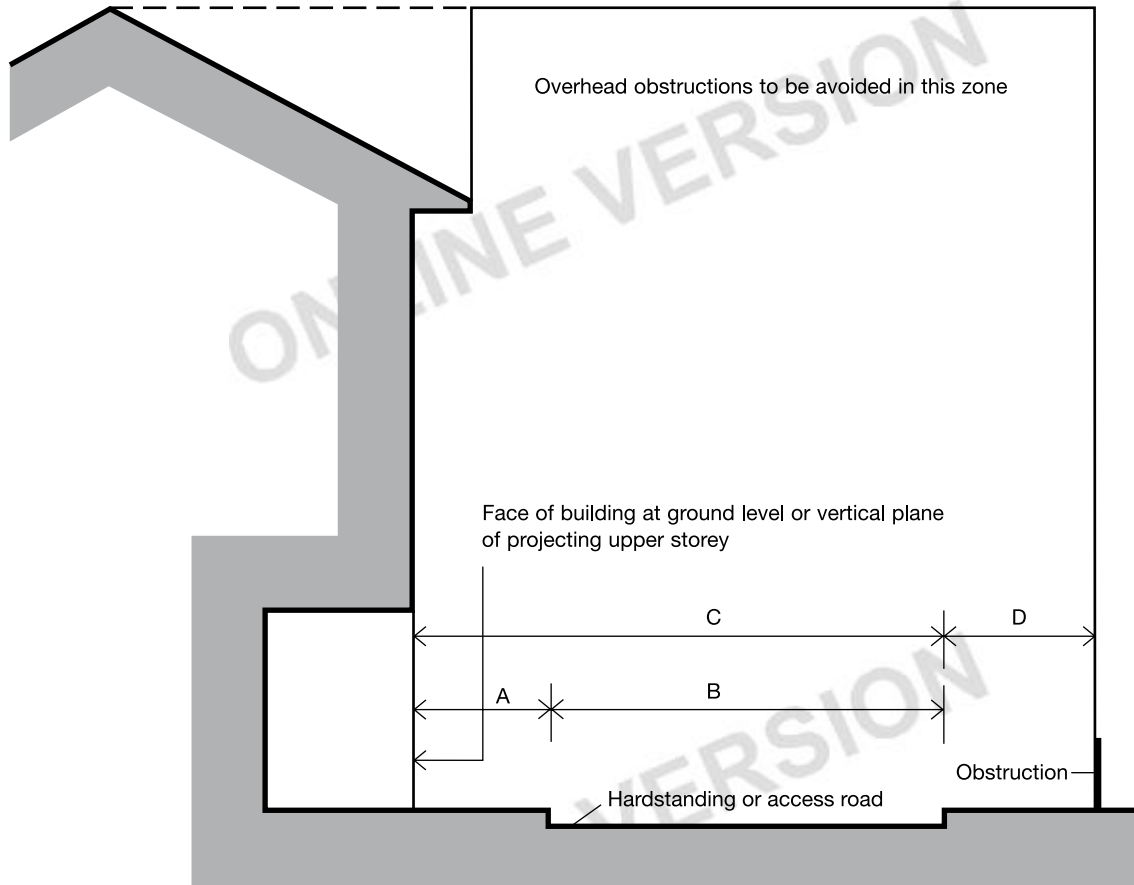 Overhead obstructions to be avoided in this zone
ONLINE VERSION
Face of building at ground level or vertical plane
of projecting upper storey
C
D
A
B
Obstruction
Hardstanding or access road
VERSION